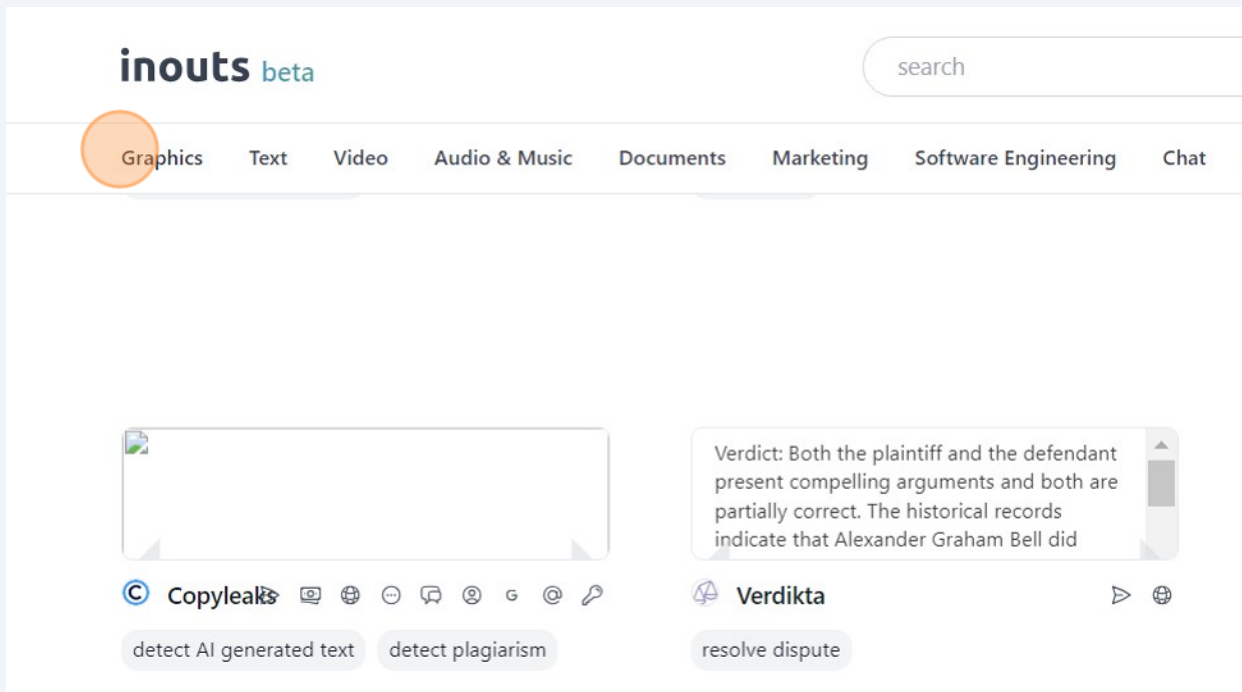 inouts beta
search
Graphics Text Video Audio & Music Documents Marketing Software Engineering Chat
Verdict: Both the plaintiff and the defendant
present compelling arguments and both are
partially correct. The historical records
indicate that Alexander Graham Bell did
Copyleaks G @
Verdikta
detect AI generated text detect plagiarism
resolve dispute